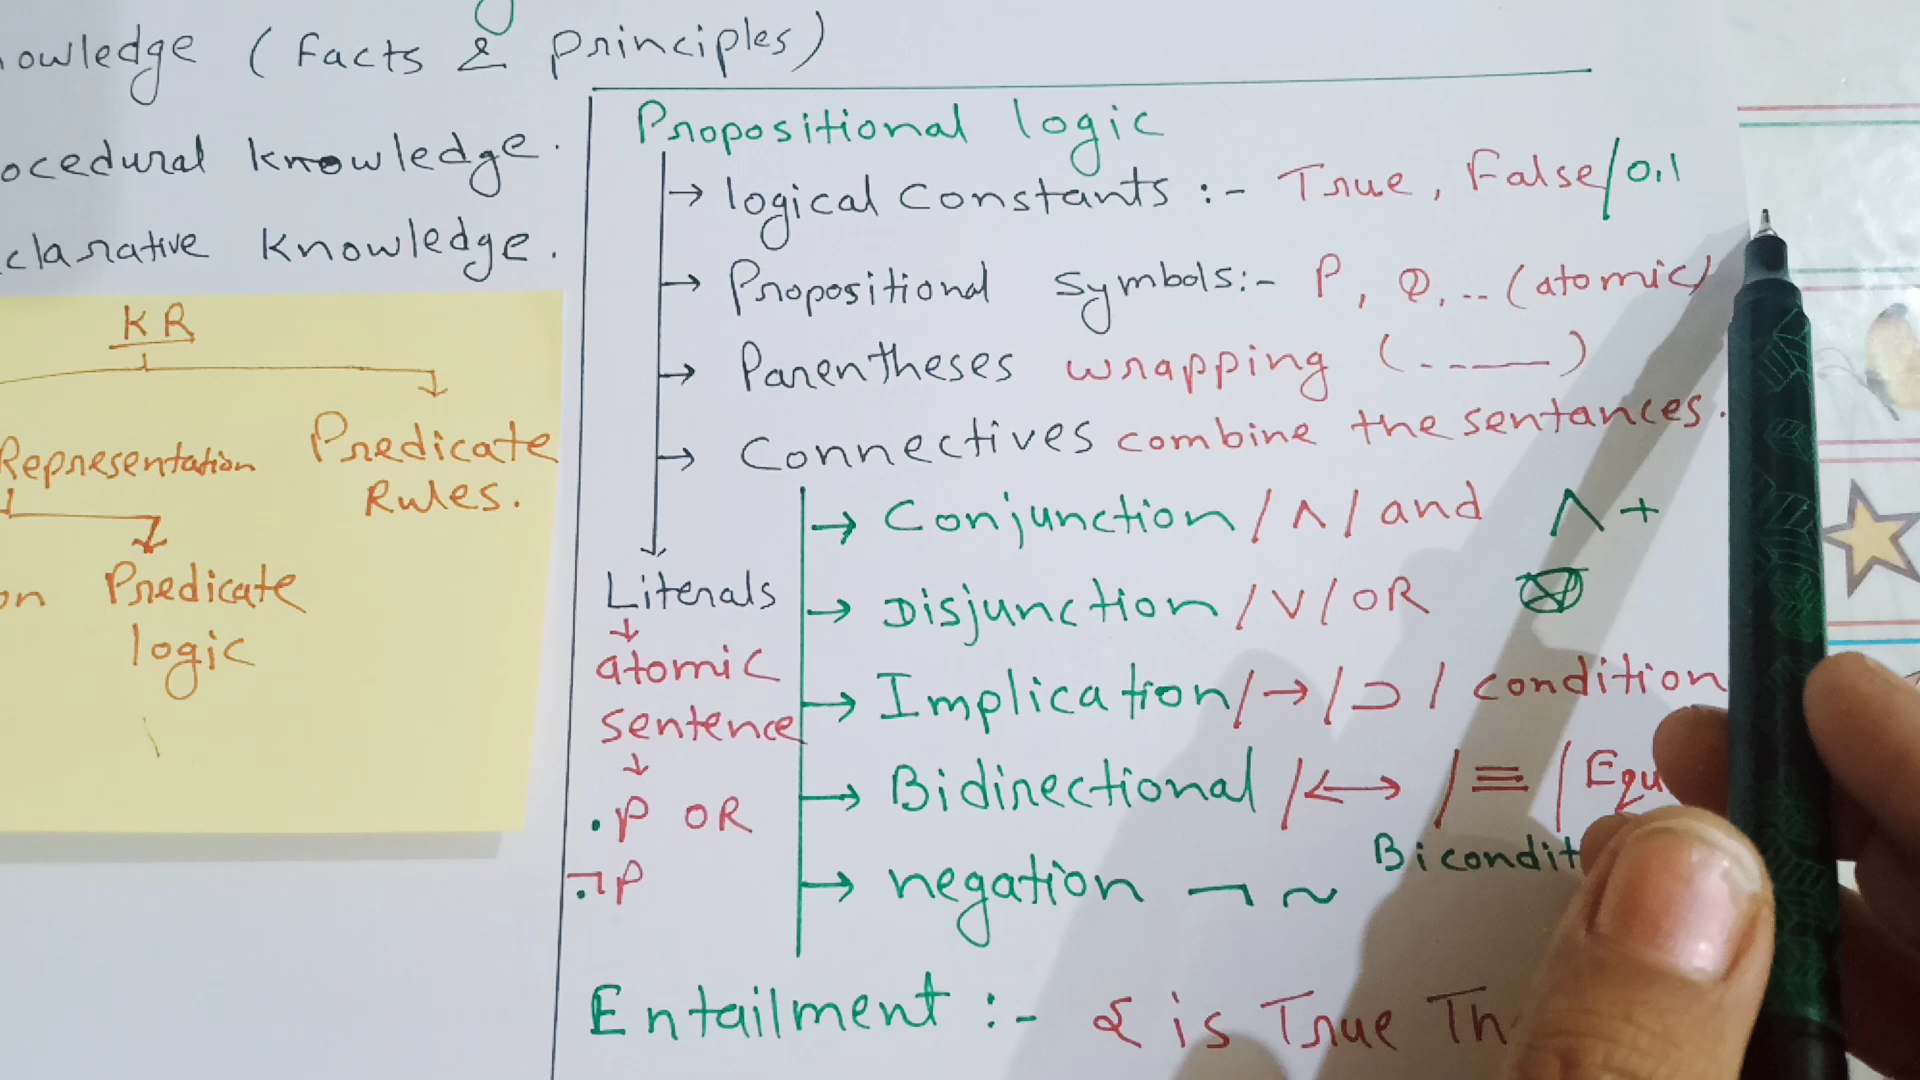 owledge (Facts & principles)
ocedural knowledge.
clarative knowledge.
KR
Representation
Predicate
Rules.
on Predicate
logic
Propositional logic
→ logical constants :- True, False/0,1
→ Propositional symbols:- P, Q, .. (atomic)
→ Parentheses wrapping (. - - —)
→ Connectives combine the sentances.
→ Conjunction / ∧ / and ∧ +
→ Disjunction / ∨ / OR
→ Implication / → / ⊃ / condition
→ Bidirectional / ↔ / ≡ / Equ
Bicondit
→ negation ¬ ~
Literals
↓
atomic
sentence
↓
.P OR
.¬P
Entailment :- is True Th